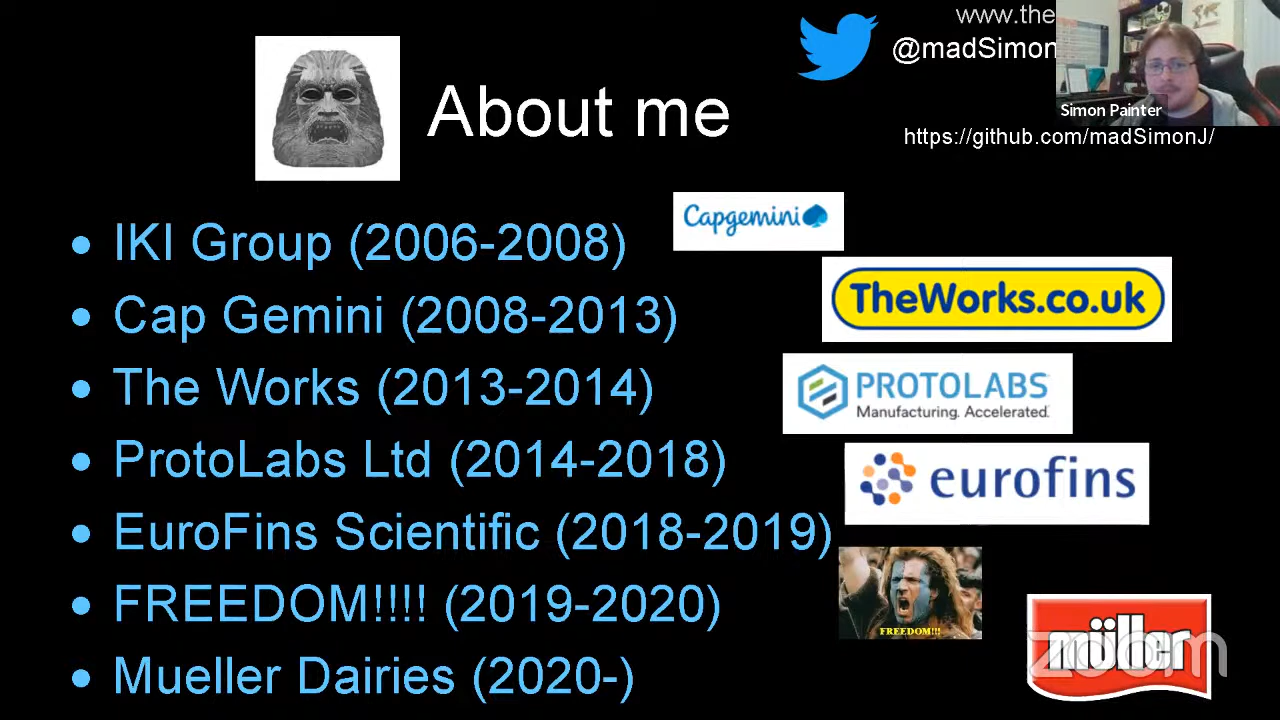 www.the
@madSimon
Simon Painter
https://github.com/madSimonJ/
About me
Capgemini
IKI Group (2006-2008)
TheWorks.co.uk
Cap Gemini (2008-2013)
PROTOLABS
Manufacturing. Accelerated.
The Works (2013-2014)
ProtoLabs Ltd (2014-2018)
eurofins
EuroFins Scientific (2018-2019)
FREEDOM!!!! (2019-2020)
FREEDOM!!!
müller
zoom
Mueller Dairies (2020-)